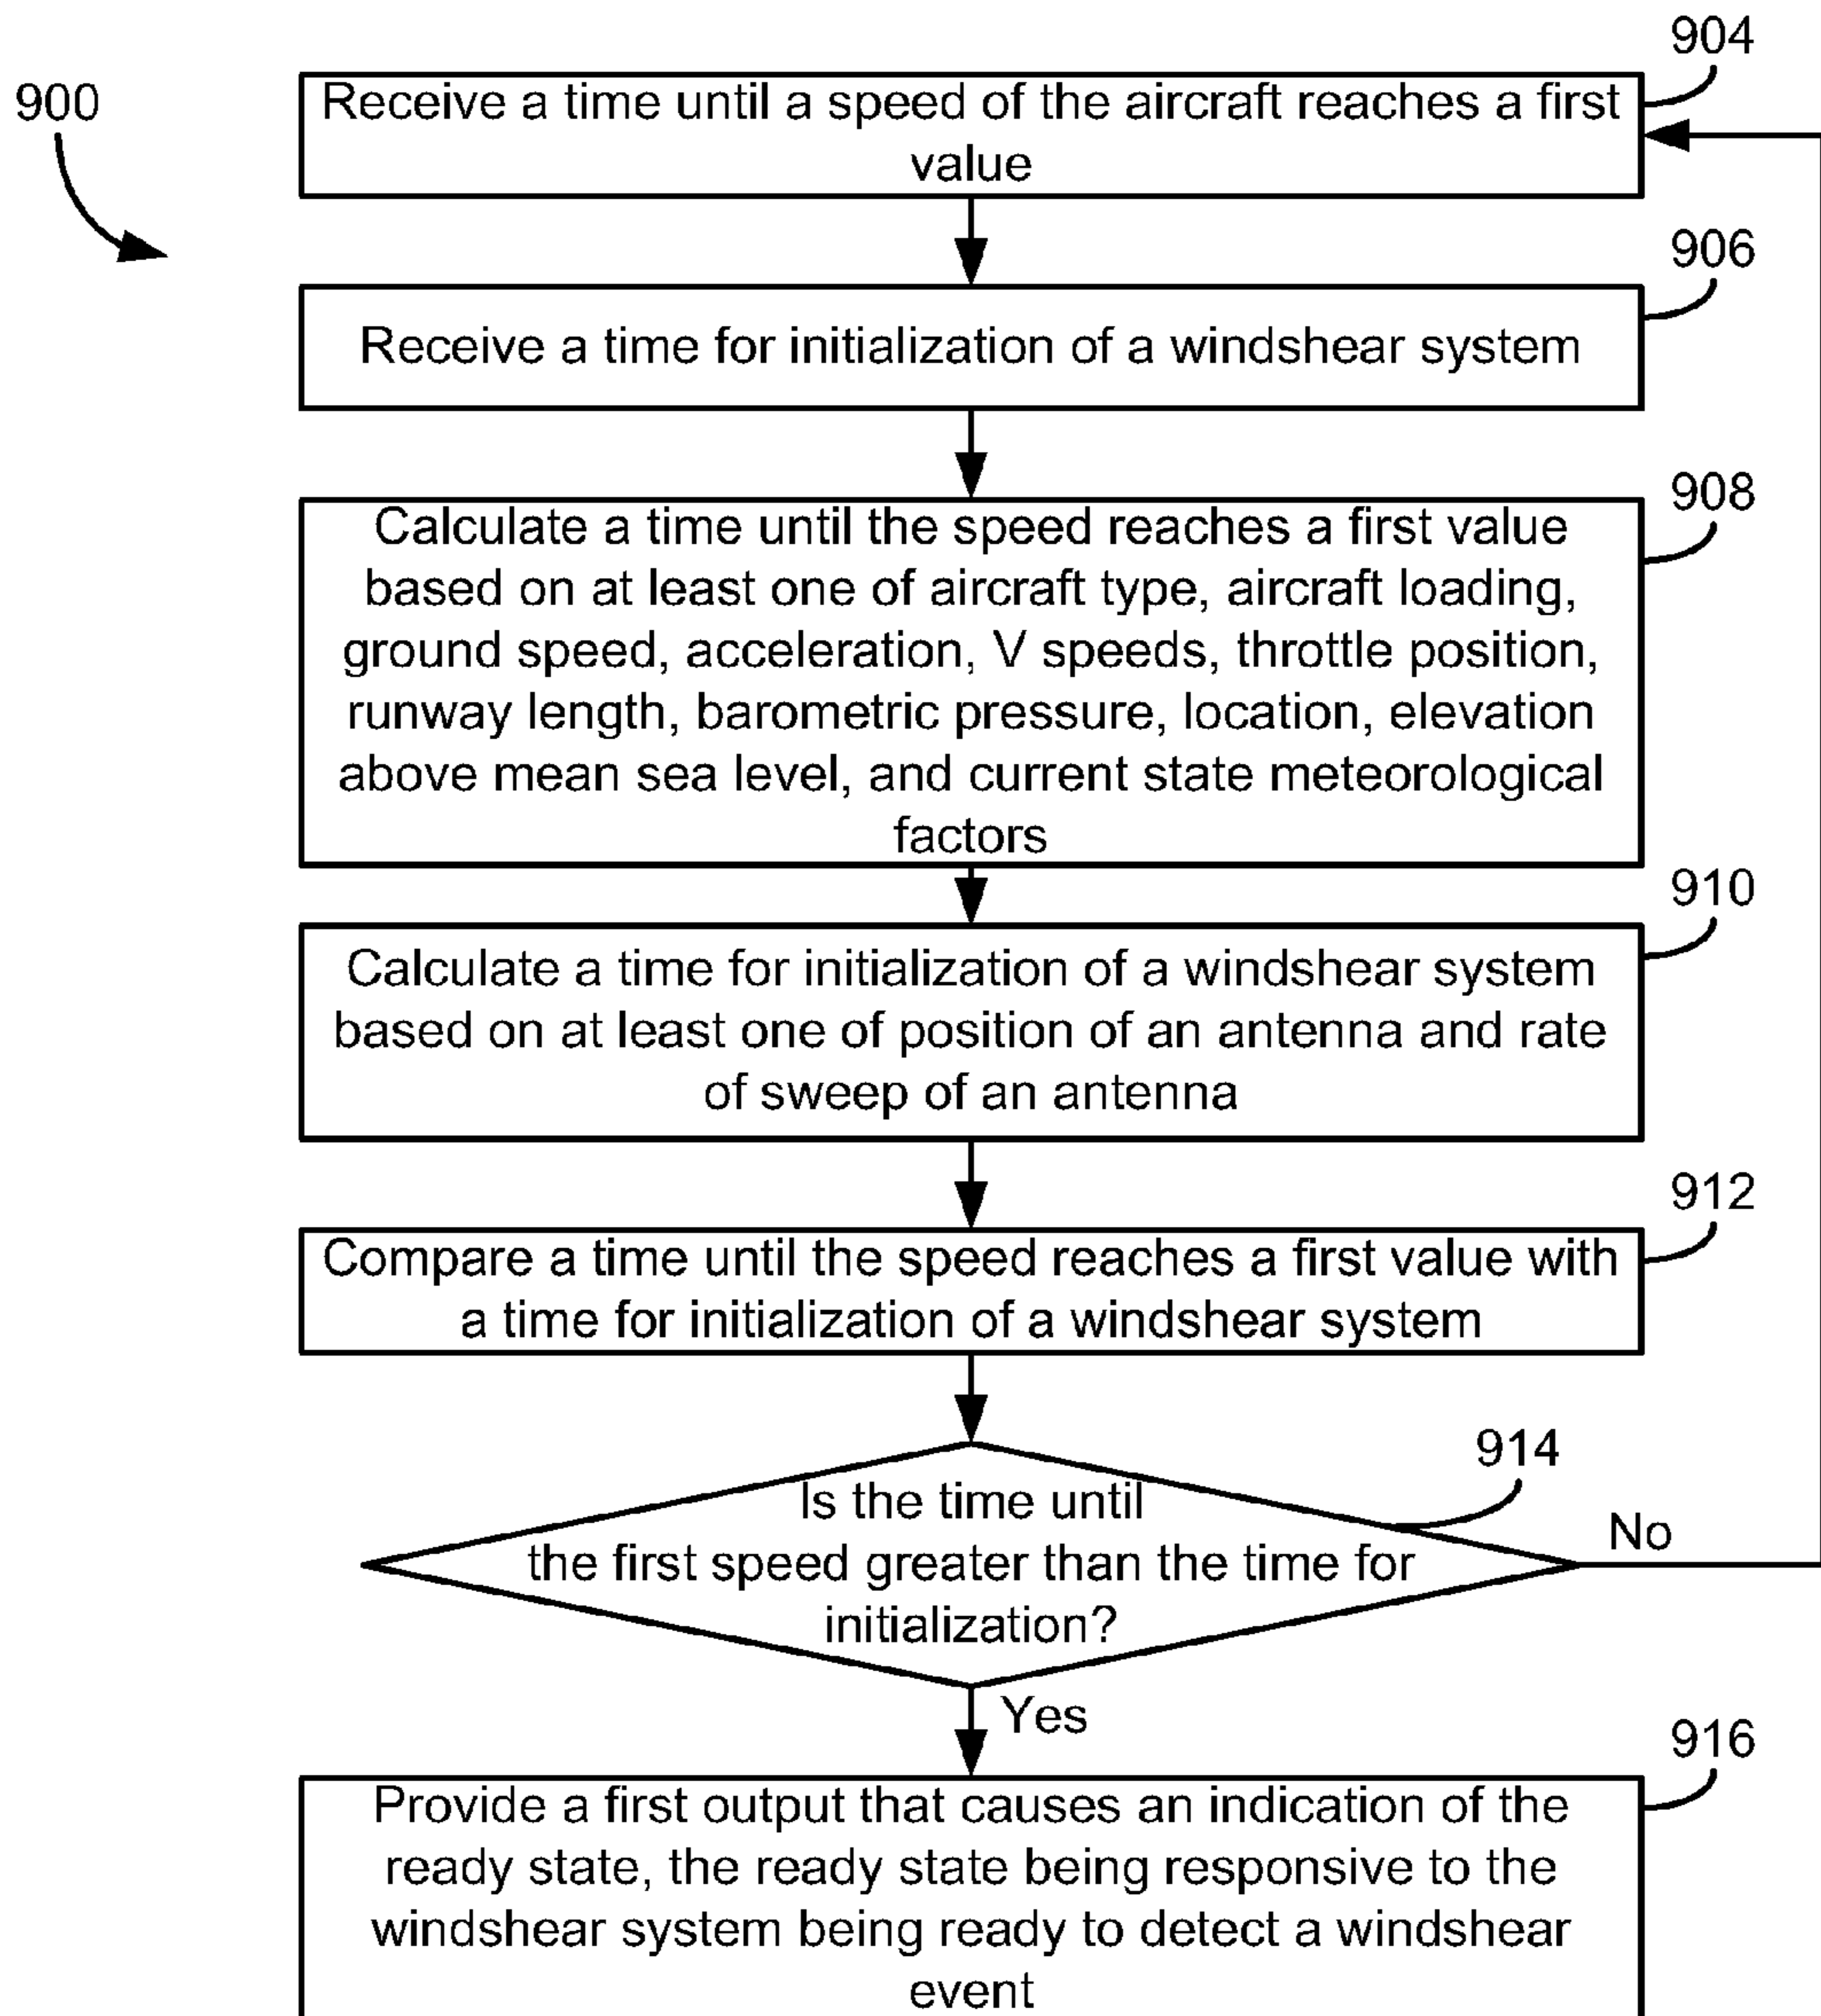 904
900
Receive a time until a speed of the aircraft reaches a first
value
906
Receive a time for initialization of a windshear system
908
Calculate a time until the speed reaches a first value
based on at least one of aircraft type, aircraft loading,
ground speed, acceleration, V speeds, throttle position,
runway length, barometric pressure, location, elevation
above mean sea level, and current state meteorological
factors
910
Calculate a time for initialization of a windshear system
based on at least one of position of an antenna and rate
of sweep of an antenna
912
Compare a time until the speed reaches a first value with
a time for initialization of a windshear system
914
Is the time until
the first speed greater than the time for
initialization?
No
Yes
916
Provide a first output that causes an indication of the
ready state, the ready state being responsive to the
windshear system being ready to detect a windshear
event